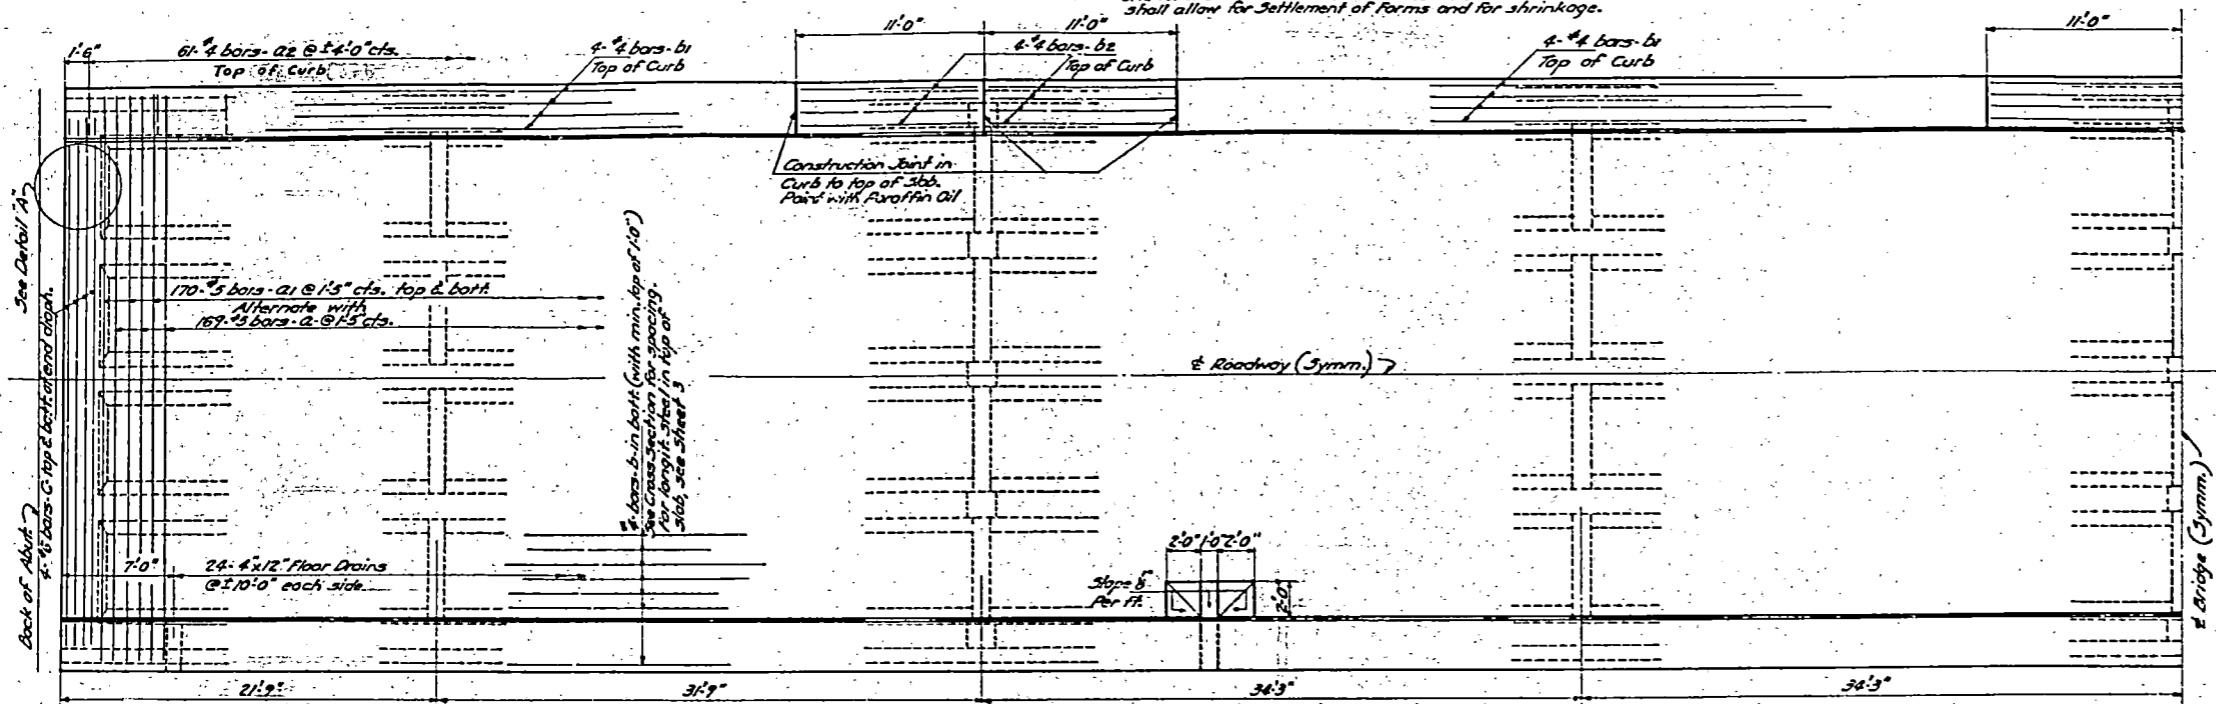 shall allow for Settlement of Forms and for shrinkage.
11'-0"
11'-0"
11'-0"
1'-6"
61-#4 bars-a2 @ ±4'-0" cts.
Top of Curb
4-#4 bars-b1
Top of Curb
4-#4 bars-b2
Top of Curb
4-#4 bars-b1
Top of Curb
Construction Joint in
Curb to top of Slab.
Paint with Paraffin Oil
See Detail "A"
170-#5 bars-a1 @ 1'-5" cts. top & bott.
Alternate with
169-#5 bars-a-@ 1'-5" cts.
4-#5 bars-G-top & bott. of end diaph.
Back of Abut.
#4-bars-b-in bott. (with min. lap of 1'-0")
See Cross Section for spacing.
For longit. steel in top of
slab, see Sheet 3
℄ Roadway (Symm.)
℄ Bridge (Symm.)
7'-0"
24-4"x12" Floor Drains
@ ±10'-0" each side
2'-0" 1'-0" 2'-0"
Slope
Per Ft.
2'-0"
21'-9"
31'-9"
34'-3"
34'-3"